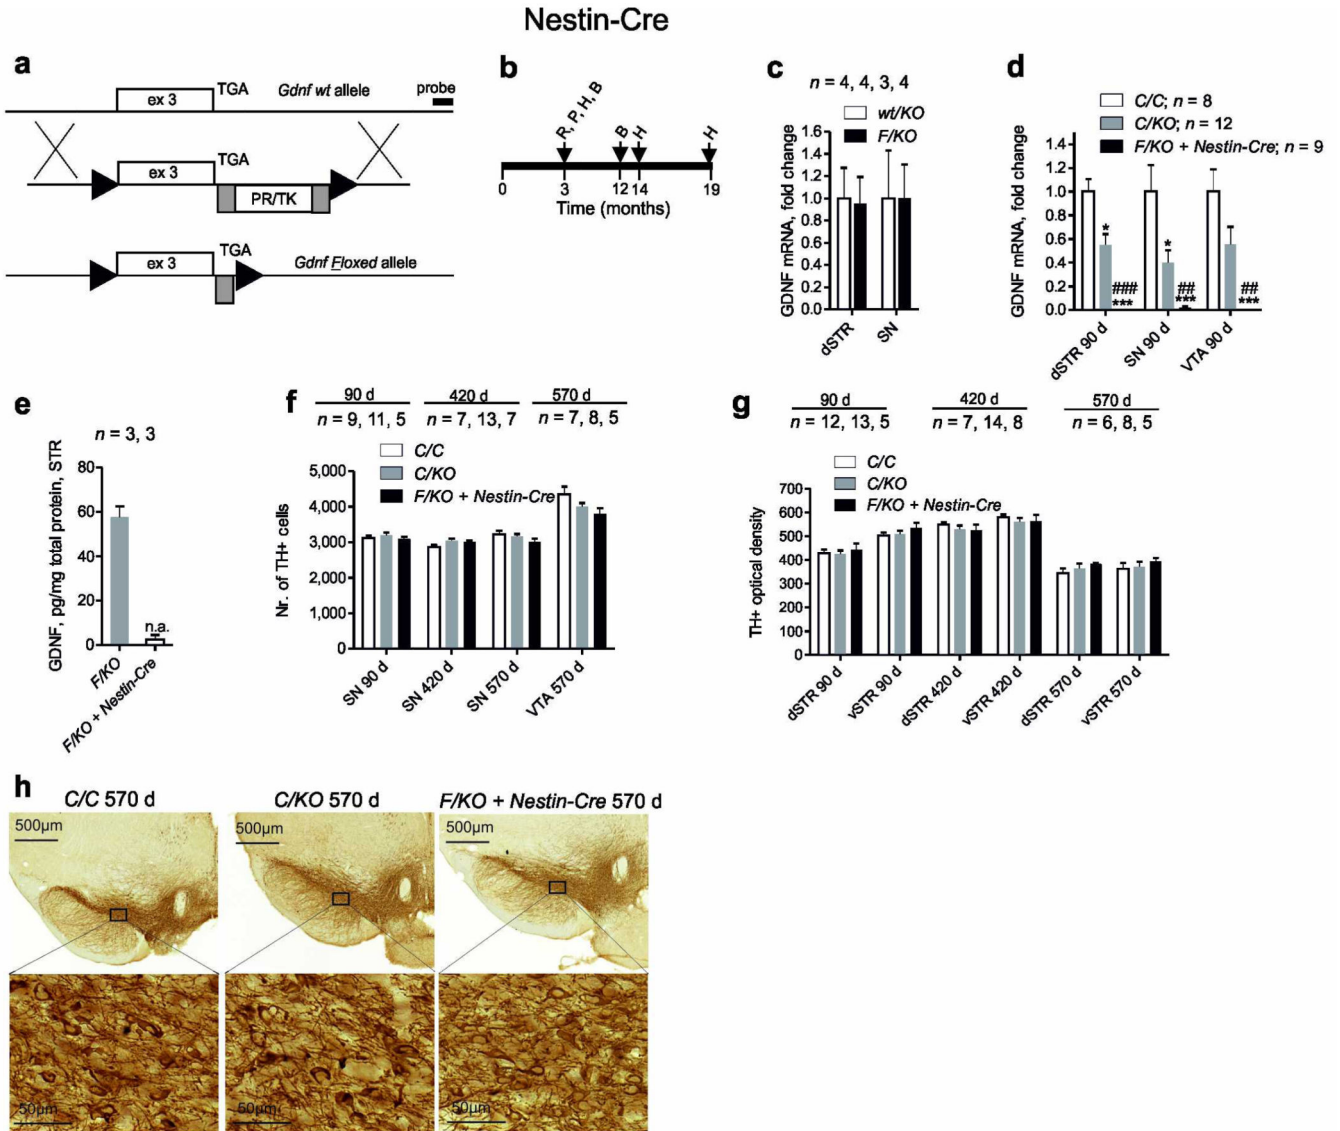 Nestin-Cre
a
TGA
Gdnf wt allele
probe
ex 3
TGA
ex 3
PR/TK
TGA
ex 3
Gdnf Floxed allele
b
R, P, H, B
B
H
H
0
3
12
14
19
Time (months)
c
n = 4, 4, 3, 4
wt/KO
F/KO
GDNF mRNA, fold change
1.6
1.4
1.2
1.0
0.8
0.6
0.4
0.2
0.0
dSTR
SN
d
C/C; n = 8
C/KO; n = 12
F/KO + Nestin-Cre; n = 9
GDNF mRNA, fold change
1.4
1.2
1.0
0.8
0.6
0.4
0.2
0.0
*
###
***
*
##
***
##
***
dSTR 90 d
SN 90 d
VTA 90 d
e
n = 3, 3
GDNF, pg/mg total protein, STR
80
60
40
20
0
n.a.
F/KO
F/KO + Nestin-Cre
f
90 d
420 d
570 d
n = 9, 11, 5
n = 7, 13, 7
n = 7, 8, 5
C/C
C/KO
F/KO + Nestin-Cre
Nr. of TH+ cells
5,000
4,000
3,000
2,000
1,000
0
SN 90 d
SN 420 d
SN 570 d
VTA 570 d
g
90 d
420 d
570 d
n = 12, 13, 5
n = 7, 14, 8
n = 6, 8, 5
C/C
C/KO
F/KO + Nestin-Cre
TH+ optical density
700
600
500
400
300
200
100
0
dSTR 90 d
vSTR 90 d
dSTR 420 d
vSTR 420 d
dSTR 570 d
vSTR 570 d
h
C/C 570 d
C/KO 570 d
F/KO + Nestin-Cre 570 d
500µm
500µm
500µm
50µm
50µm
50µm